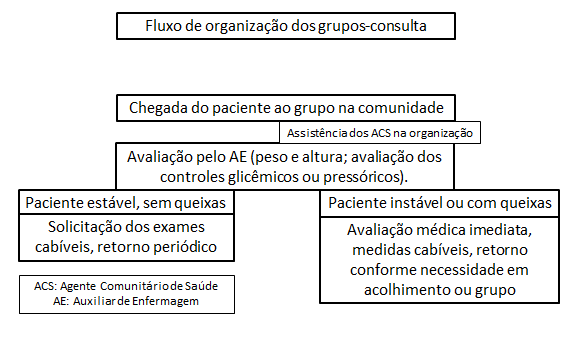 Fluxo de organização dos grupos-consulta
Chegada do paciente ao grupo na comunidade
Assistência dos ACS na organização
Avaliação pelo AE (peso e altura; avaliação dos
controles glicêmicos ou pressóricos).
Paciente estável, sem queixas
Solicitação dos exames
cabíveis, retorno periódico
Paciente instável ou com queixas
Avaliação médica imediata,
medidas cabíveis, retorno
conforme necessidade em
acolhimento ou grupo
ACS: Agente Comunitário de Saúde
AE: Auxiliar de Enfermagem